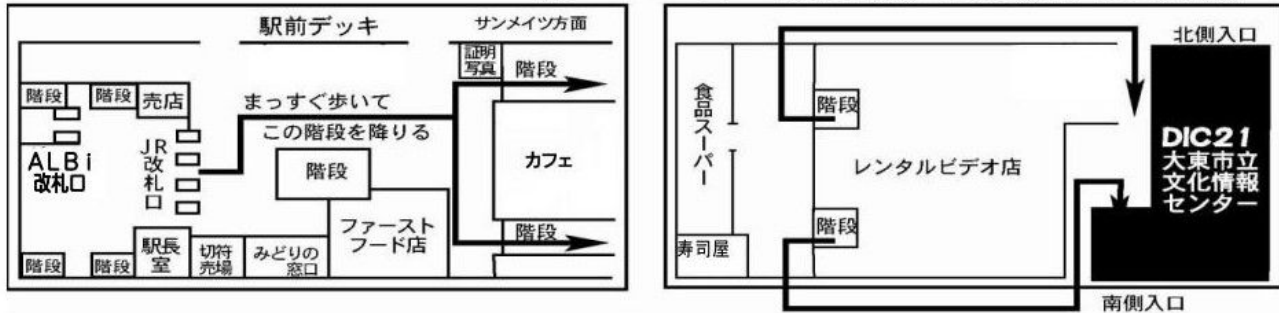 駅前デッキ
サンメイツ方面
証明
写真
階段
階段
階段
売店
まっすぐ歩いて
この階段を降りる
ALBi
改札口
JR
改札口
階段
カフェ
ファースト
フード店
階段
駅長
室
切符
売場
みどりの
窓口
階段
階段
北側入口
食品スーパー
階段
レンタルビデオ店
DIC21
大東市立
文化情報
センター
階段
寿司屋
南側入口